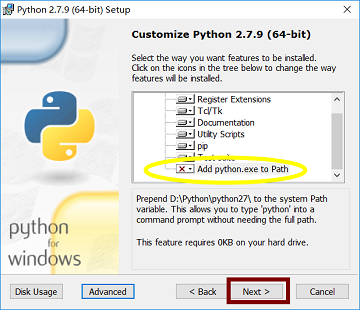 Python 2.7.9 (64-bit) Setup
Customize Python 2.7.9 (64-bit)
Select the way you want features to be installed.
Click on the icons in the tree below to change the way
features will be installed.
Register Extensions
Tcl/Tk
Documentation
Utility Scripts
pip
Test suite
Add python.exe to Path
Prepend D:\Python\python27\ to the system Path
variable. This allows you to type 'python' into a
command prompt without needing the full path.
This feature requires 0KB on your hard drive.
python
for
windows
Disk Usage
Advanced
< Back
Next >
Cancel